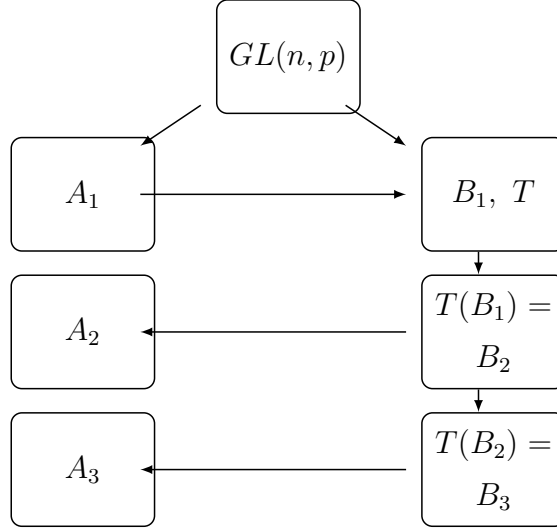 GL(n, p)
A₁
B₁, T
A₂
T(B₁) =
B₂
A₃
T(B₂) =
B₃